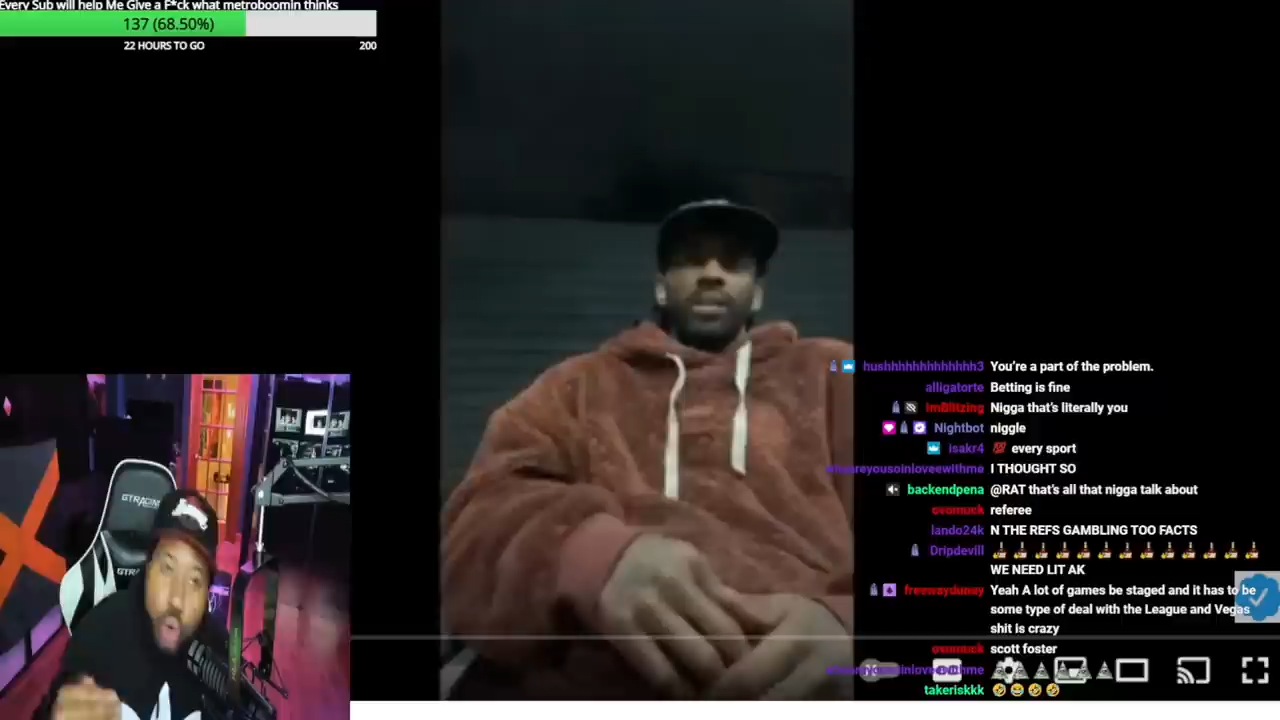 Every Sub will help Me Give a F*ck what metroboomin thinks
137 (68.50%)
22 HOURS TO GO
200
hushhhhhhhhhhhhh3 You're a part of the problem.
alligatorte Betting is fine
imblitzing Nigga that's literally you
Nightbot niggle
isakr4 💯 every sport
I THOUGHT SO
backendpena @RAT that's all that nigga talk about
referee
lando24k N THE REFS GAMBLING TOO FACTS
Dripdevill
WE NEED LIT AK
Yeah A lot of games be staged and it has to be
some type of deal with the League and Vegas
shit is crazy
scott foster
takeriskkk 🤣😂🤣🤣
GTRACING
GTRA